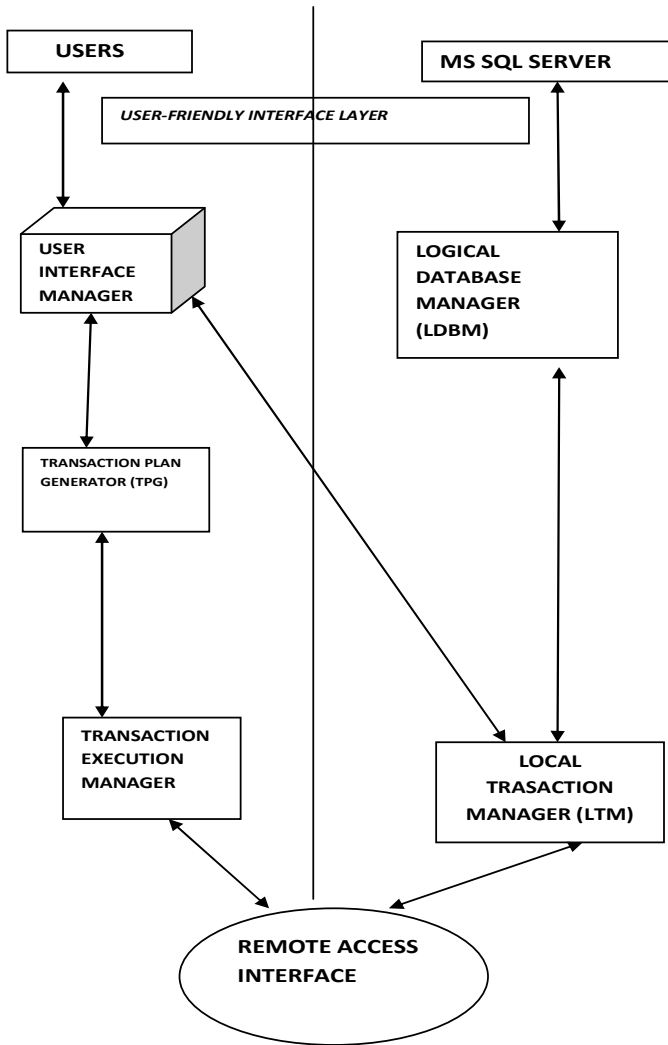 USERS
MS SQL SERVER
USER-FRIENDLY INTERFACE LAYER
USER
INTERFACE
MANAGER
LOGICAL
DATABASE
MANAGER
(LDBM)
TRANSACTION PLAN
GENERATOR (TPG)
TRANSACTION
EXECUTION
MANAGER
LOCAL
TRASACTION
MANAGER (LTM)
REMOTE ACCESS
INTERFACE